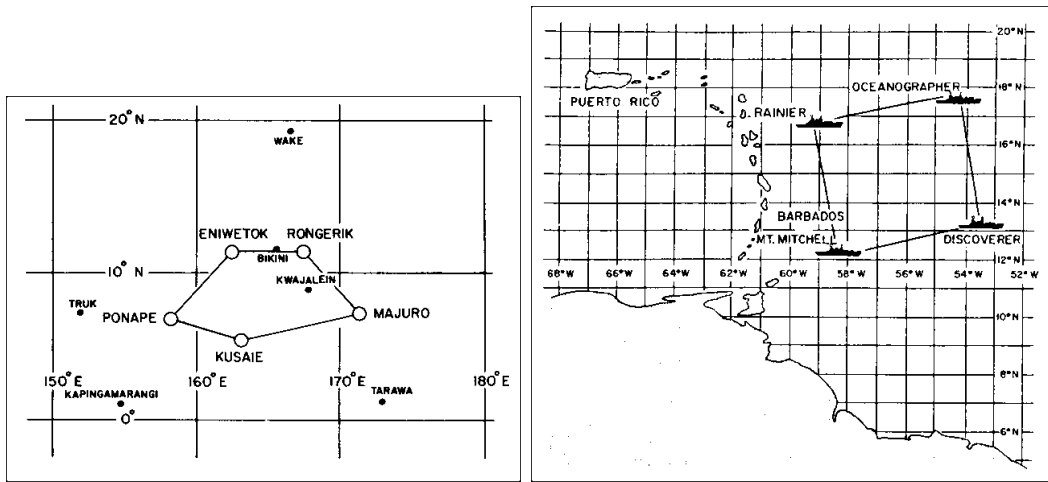 20°N
WAKE
ENIWETOK RONGERIK
BIKINI
10°N
KWAJALEIN
TRUK
PONAPE
MAJURO
KUSAIE
150°E 160°E 170°E 180°E
KAPINGAMARANGI
TARAWA
0°
20°N
OCEANOGRAPHER
18°N
PUERTO RICO
RAINIER
16°N
14°N
BARBADOS
MT. MITCHELL
DISCOVERER
12°N
68°W 66°W 64°W 62°W 60°W 58°W 56°W 54°W 52°W
10°N
8°N
6°N